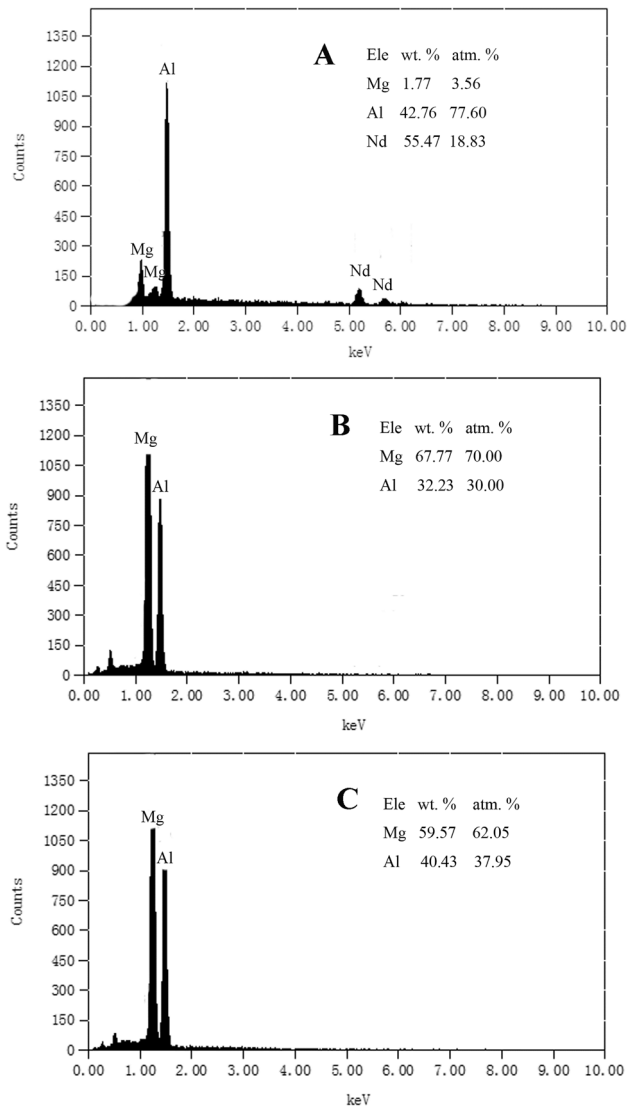 1350
1200
1050
900
750
600
450
300
150
0
Counts
A
Al
Mg
Mg
Nd
Nd
Ele wt. % atm. %
Mg 1.77 3.56
Al 42.76 77.60
Nd 55.47 18.83
0.00 1.00 2.00 3.00 4.00 5.00 6.00 7.00 8.00 9.00 10.00
keV
1350
1200
1050
900
750
600
450
300
150
0
Counts
B
Mg
Al
Ele wt. % atm. %
Mg 67.77 70.00
Al 32.23 30.00
0.00 1.00 2.00 3.00 4.00 5.00 6.00 7.00 8.00 9.00 10.00
keV
1350
1200
1050
900
750
600
450
300
150
0
Counts
C
Mg
Al
Ele wt. % atm. %
Mg 59.57 62.05
Al 40.43 37.95
0.00 1.00 2.00 3.00 4.00 5.00 6.00 7.00 8.00 9.00 10.00
keV